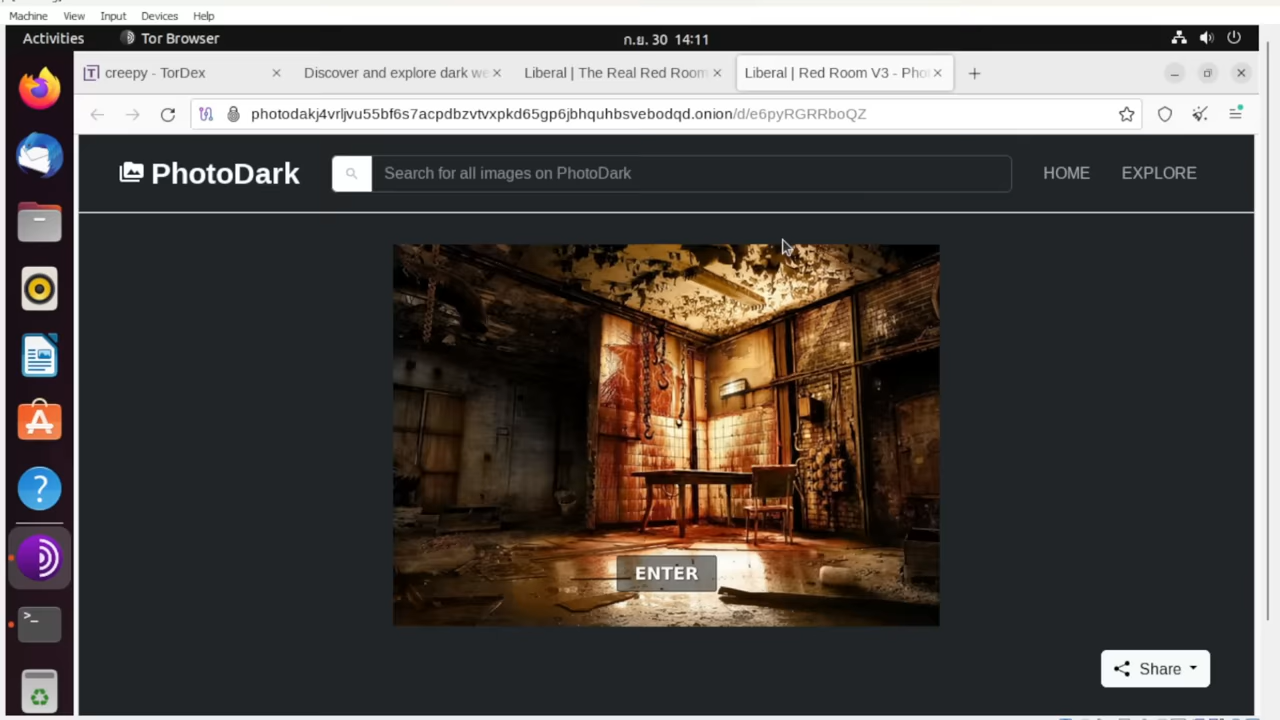 Machine View Input Devices Help
Activities Tor Browser ก.ย. 30 14:11
creepy - TorDex Discover and explore dark we Liberal | The Real Red Room Liberal | Red Room V3 - Pho
photodakj4vrljvu55bf6s7acpdbzvtvxpkd65gp6jbhquhbsvebodqd.onion/d/e6pyRGRRboQZ
PhotoDark Search for all images on PhotoDark HOME EXPLORE
ENTER
Share